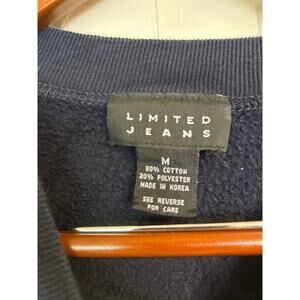 LIMITED
JEANS
M
80% COTTON
20% POLYESTER
MADE IN KOREA
SEE REVERSE
FOR CARE